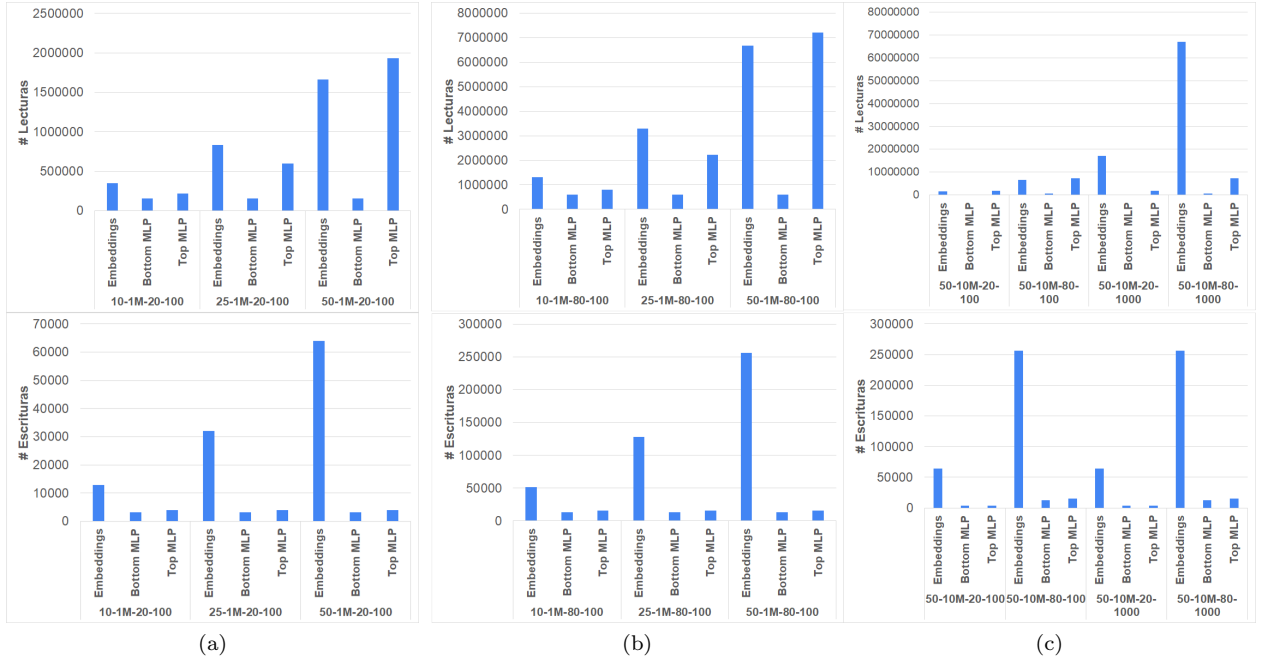 2500000
2000000
1500000
1000000
500000
0
# Lecturas
Embeddings
Bottom MLP
Top MLP
Embeddings
Bottom MLP
Top MLP
Embeddings
Bottom MLP
Top MLP
10-1M-20-100
25-1M-20-100
50-1M-20-100
8000000
7000000
6000000
5000000
4000000
3000000
2000000
1000000
0
# Lecturas
Embeddings
Bottom MLP
Top MLP
Embeddings
Bottom MLP
Top MLP
Embeddings
Bottom MLP
Top MLP
10-1M-80-100
25-1M-80-100
50-1M-80-100
80000000
70000000
60000000
50000000
40000000
30000000
20000000
10000000
0
# Lecturas
Embeddings
Bottom MLP
Top MLP
Embeddings
Bottom MLP
Top MLP
Embeddings
Bottom MLP
Top MLP
Embeddings
Bottom MLP
Top MLP
50-10M-20-
100
50-10M-80-
100
50-10M-20-
1000
50-10M-80-
1000
70000
60000
50000
40000
30000
20000
10000
0
# Escrituras
Embeddings
Bottom MLP
Top MLP
Embeddings
Bottom MLP
Top MLP
Embeddings
Bottom MLP
Top MLP
10-1M-20-100
25-1M-20-100
50-1M-20-100
300000
250000
200000
150000
100000
50000
0
# Escrituras
Embeddings
Bottom MLP
Top MLP
Embeddings
Bottom MLP
Top MLP
Embeddings
Bottom MLP
Top MLP
10-1M-80-100
25-1M-80-100
50-1M-80-100
300000
250000
200000
150000
100000
50000
0
# Escrituras
Embeddings
Bottom MLP
Top MLP
Embeddings
Bottom MLP
Top MLP
Embeddings
Bottom MLP
Top MLP
Embeddings
Bottom MLP
Top MLP
50-10M-20-100
50-10M-80-100
50-10M-20-
1000
50-10M-80-
1000
(a)
(b)
(c)